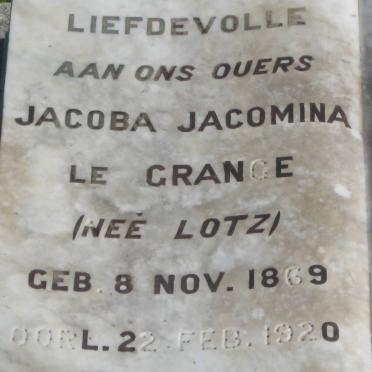 LIEFDEVOLLE
AAN ONS OUERS
JACOBA JACOMINA
LE GRANGE
(NEÉ LOTZ)
GEB. 8 NOV. 1869
OORL. 22 FEB. 1920